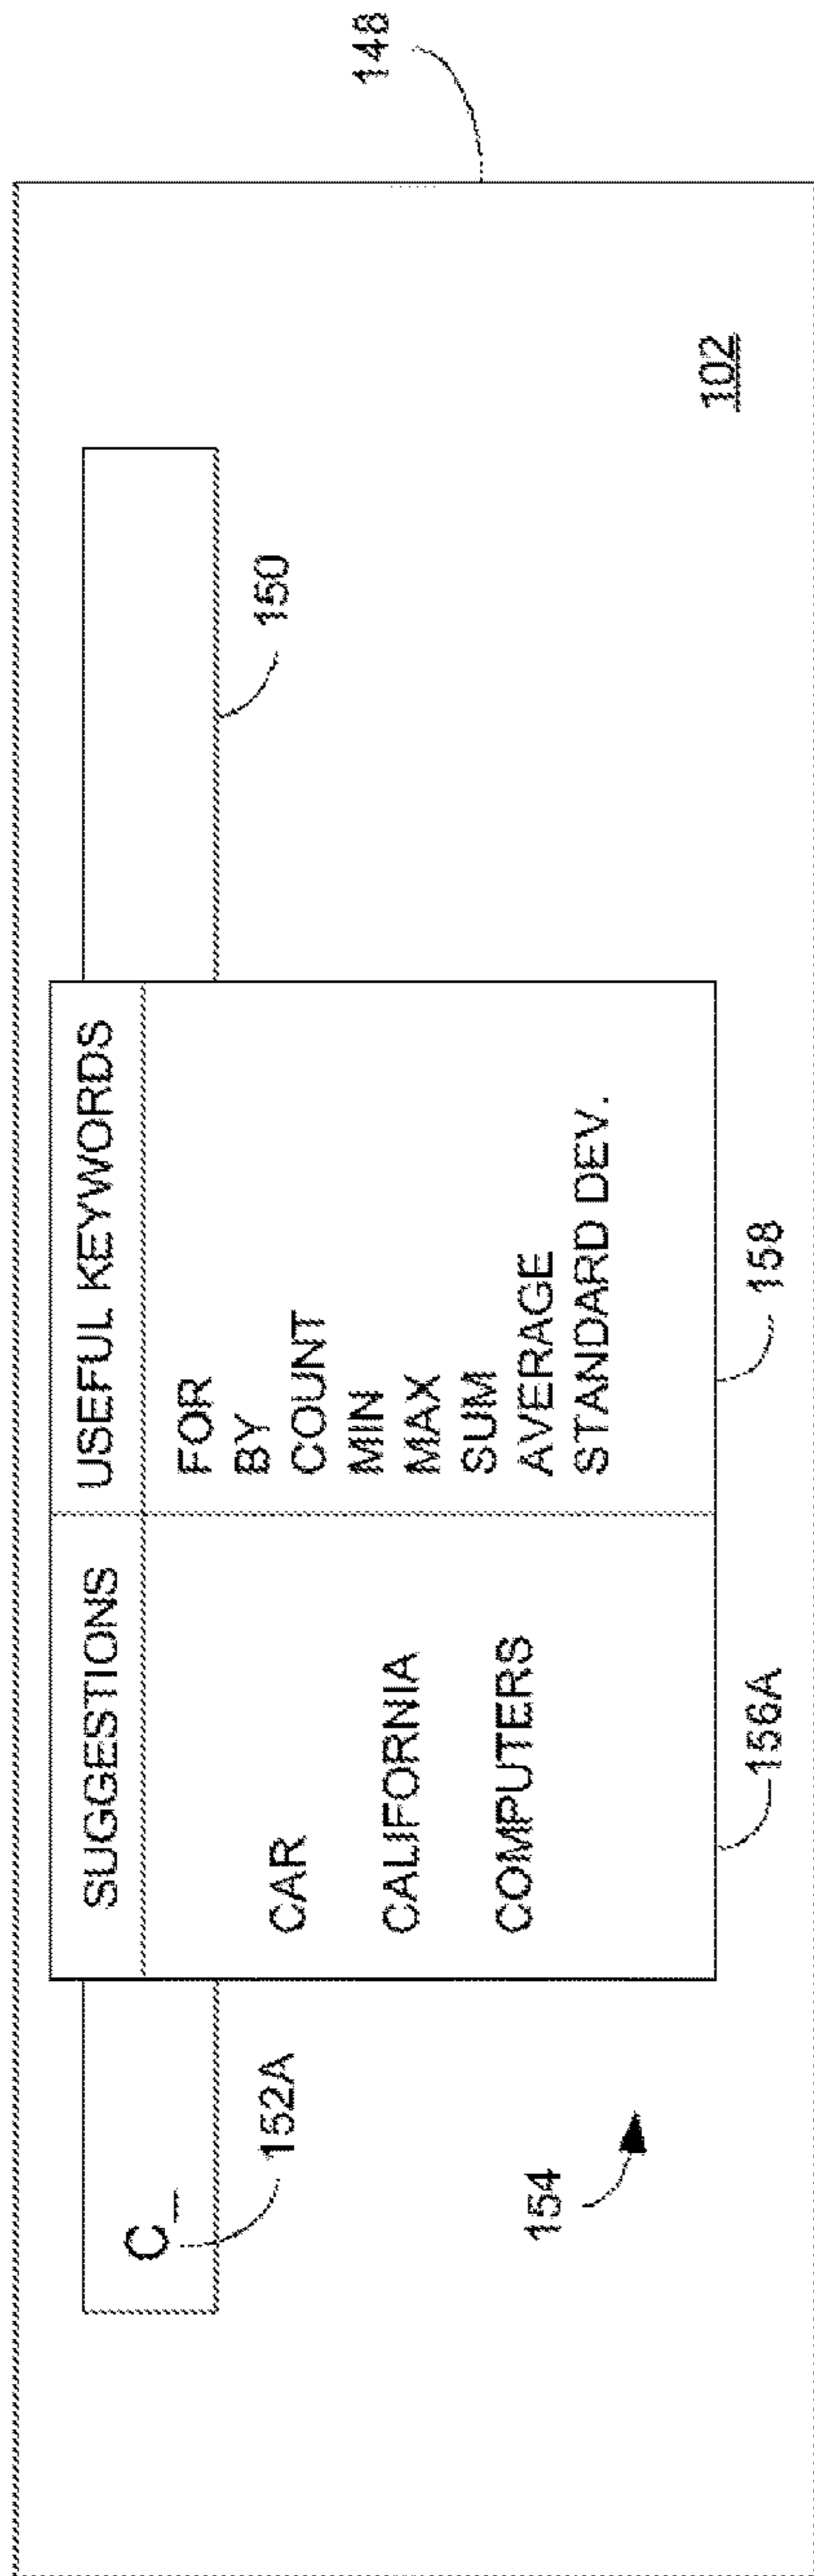 148
C_
152A
SUGGESTIONS
CAR
CALIFORNIA
COMPUTERS
USEFUL KEYWORDS
FOR
BY
COUNT
MIN
MAX
SUM
AVERAGE
STANDARD DEV.
150
154
156A
158
102